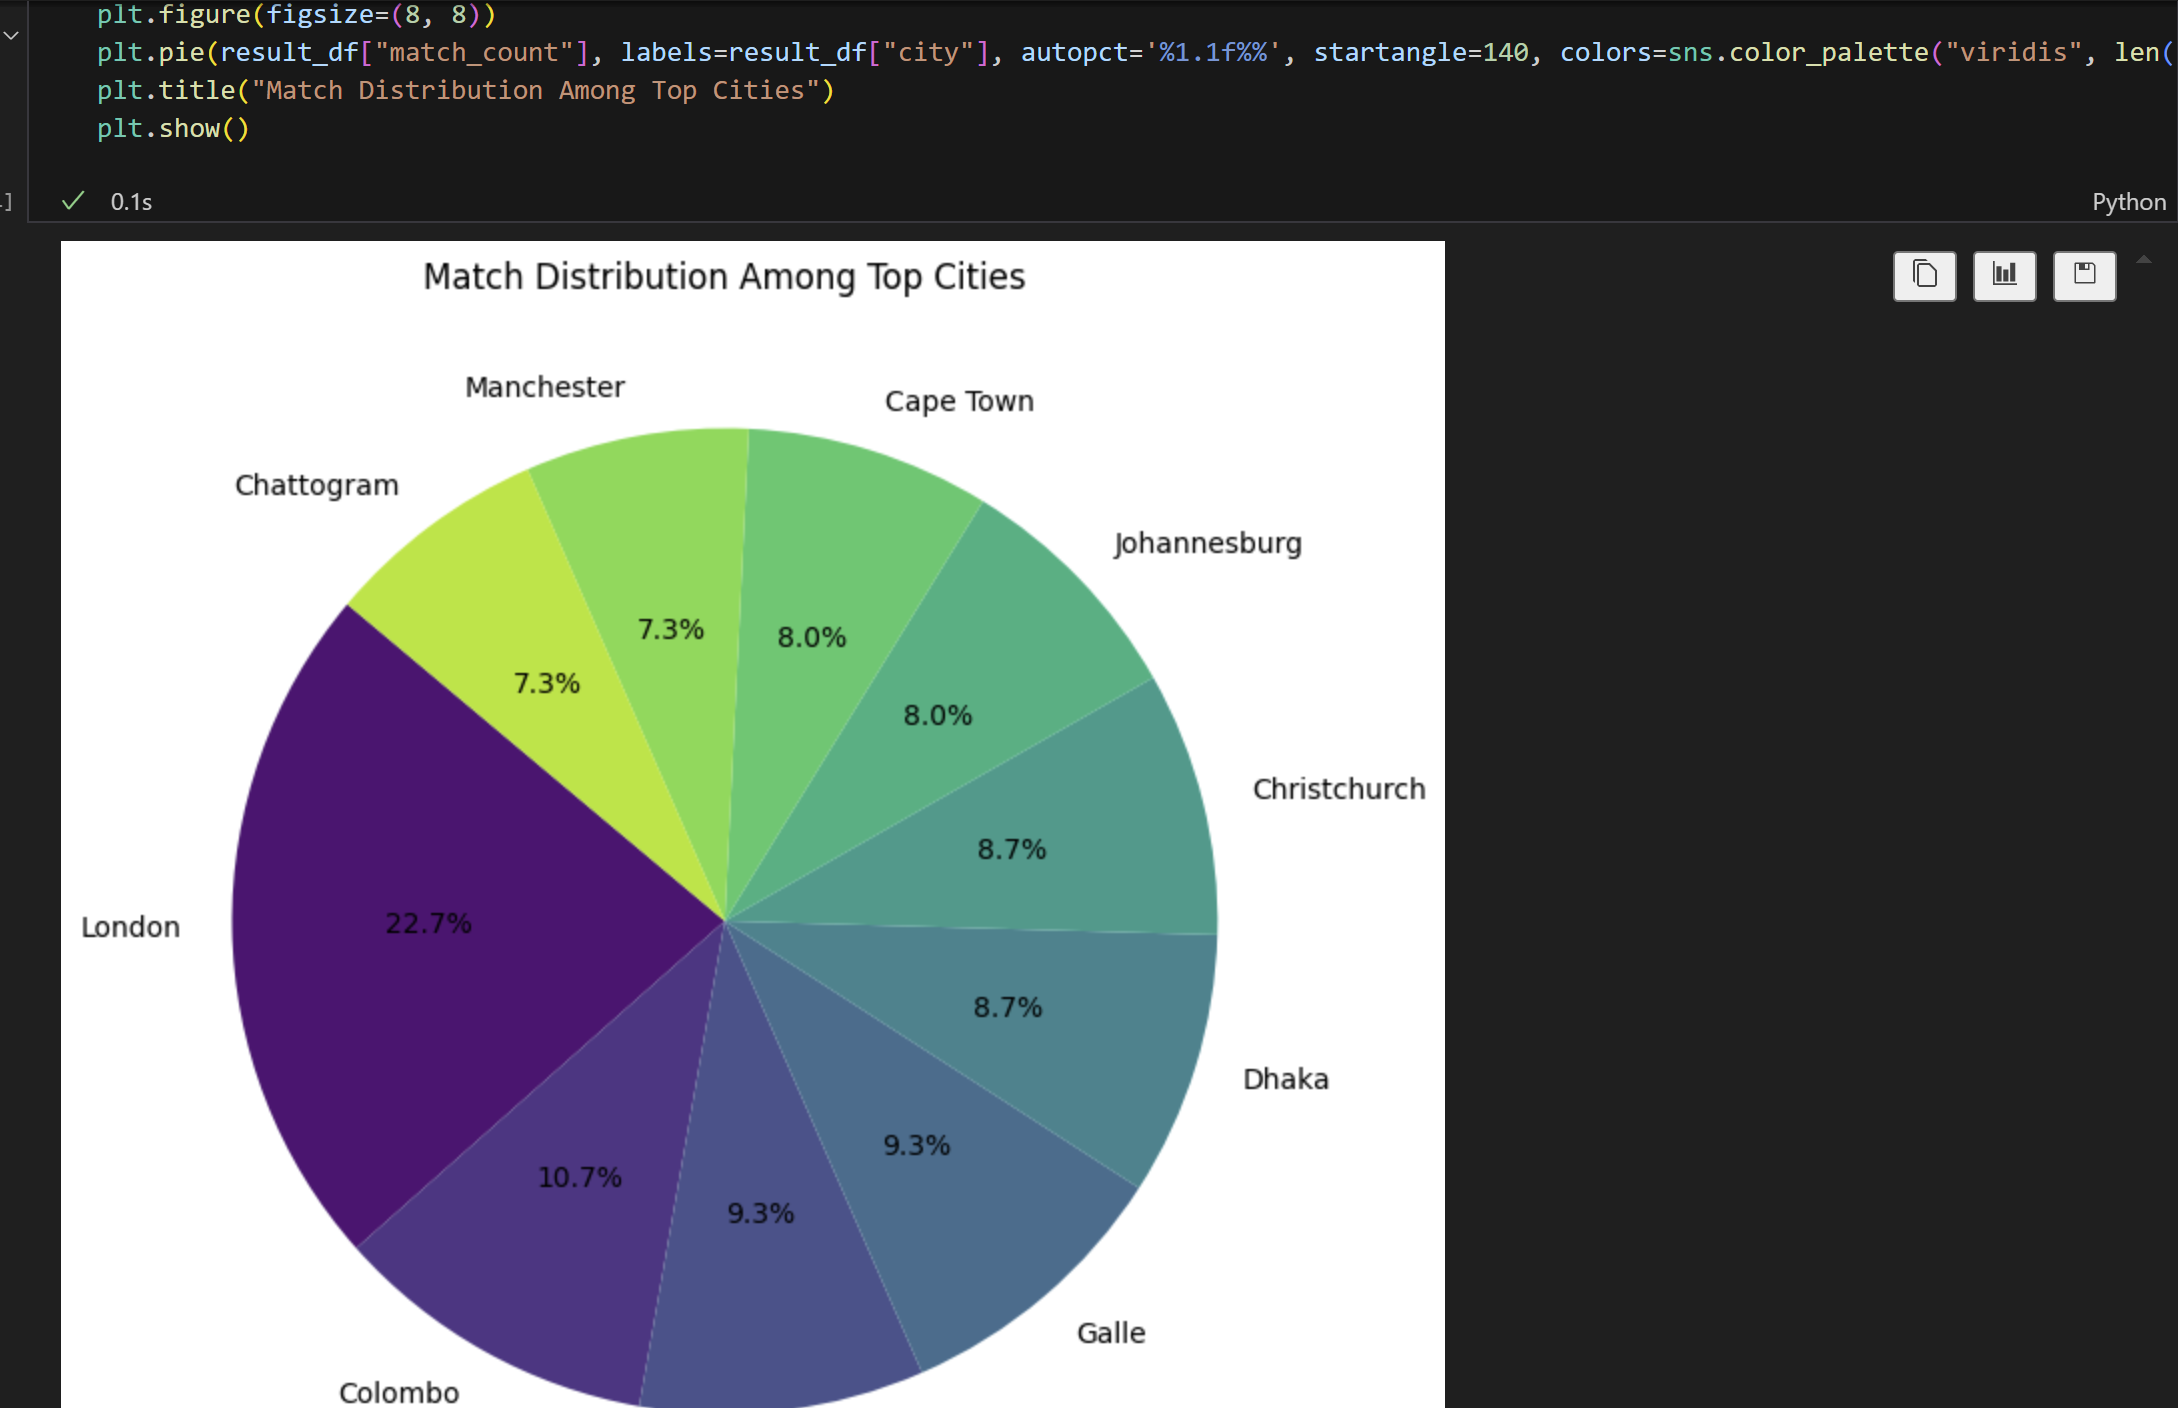 plt.figure(figsize=(8, 8))
plt.pie(result_df["match_count"], labels=result_df["city"], autopct='%1.1f%%', startangle=140, colors=sns.color_palette("viridis", len(
plt.title("Match Distribution Among Top Cities")
plt.show()
]
0.1s
Python
Match Distribution Among Top Cities
Manchester
Cape Town
Chattogram
Johannesburg
7.3%
8.0%
7.3%
8.0%
Christchurch
8.7%
London
22.7%
8.7%
Dhaka
9.3%
10.7%
9.3%
Galle
Colombo